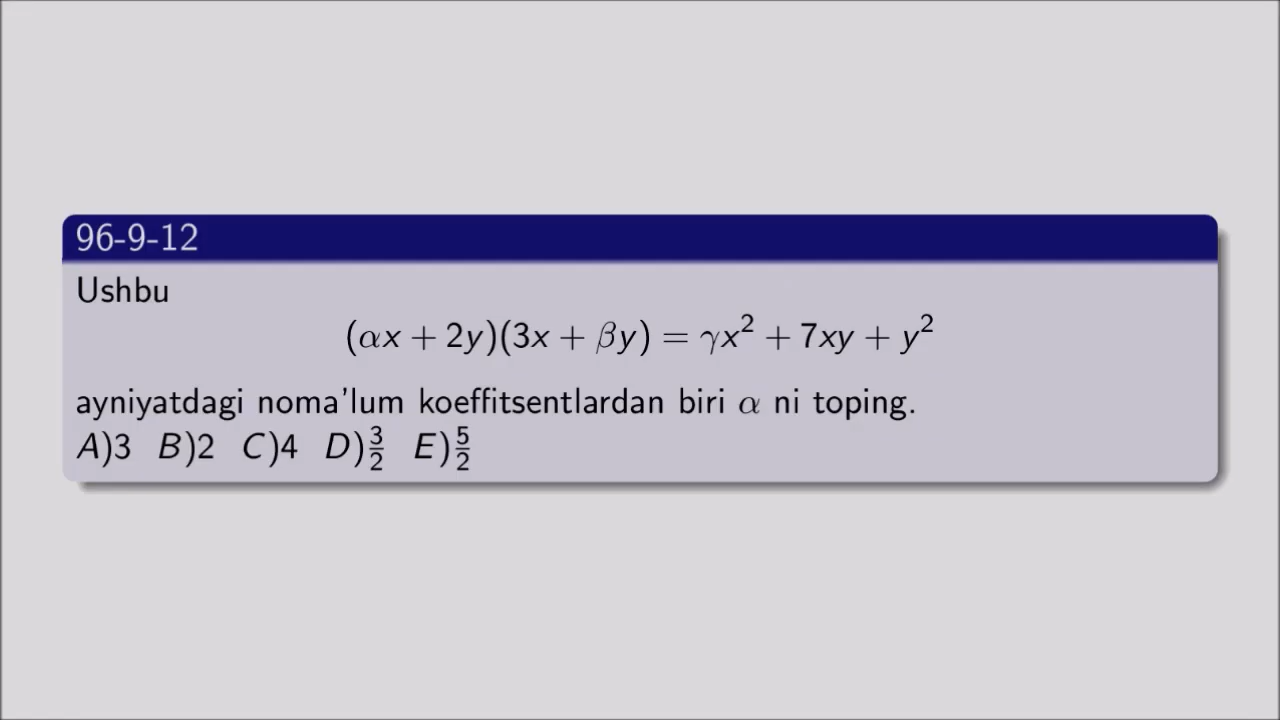 96-9-12
Ushbu
(αx + 2y)(3x + βy) = γx² + 7xy + y²
ayniyatdagi noma'lum koeffitsentlardan biri α ni toping.
A)3 B)2 C)4 D)3/2 E)5/2